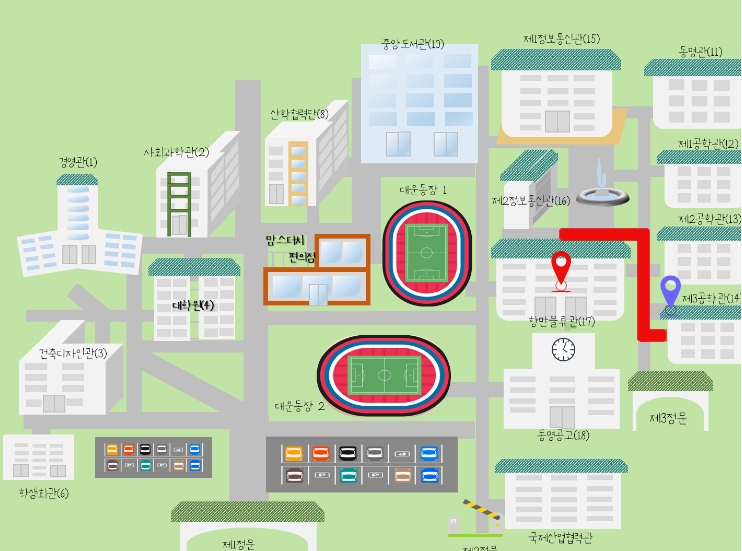 중앙도서관(10)
제1정보통신관(15)
동명관(11)
산학협력단(8)
사회과학관(2)
경영관(1)
제1공학관(12)
대운동장 1
제2정보통신관(16)
제2공학관(13)
맘스터치
편의점
대학원(4)
제3공학관(14)
항만물류관(17)
건축디자인관(3)
대운동장 2
제3정문
동명공고(18)
학생회관(6)
국제산업협력관
제1정문
제2정문